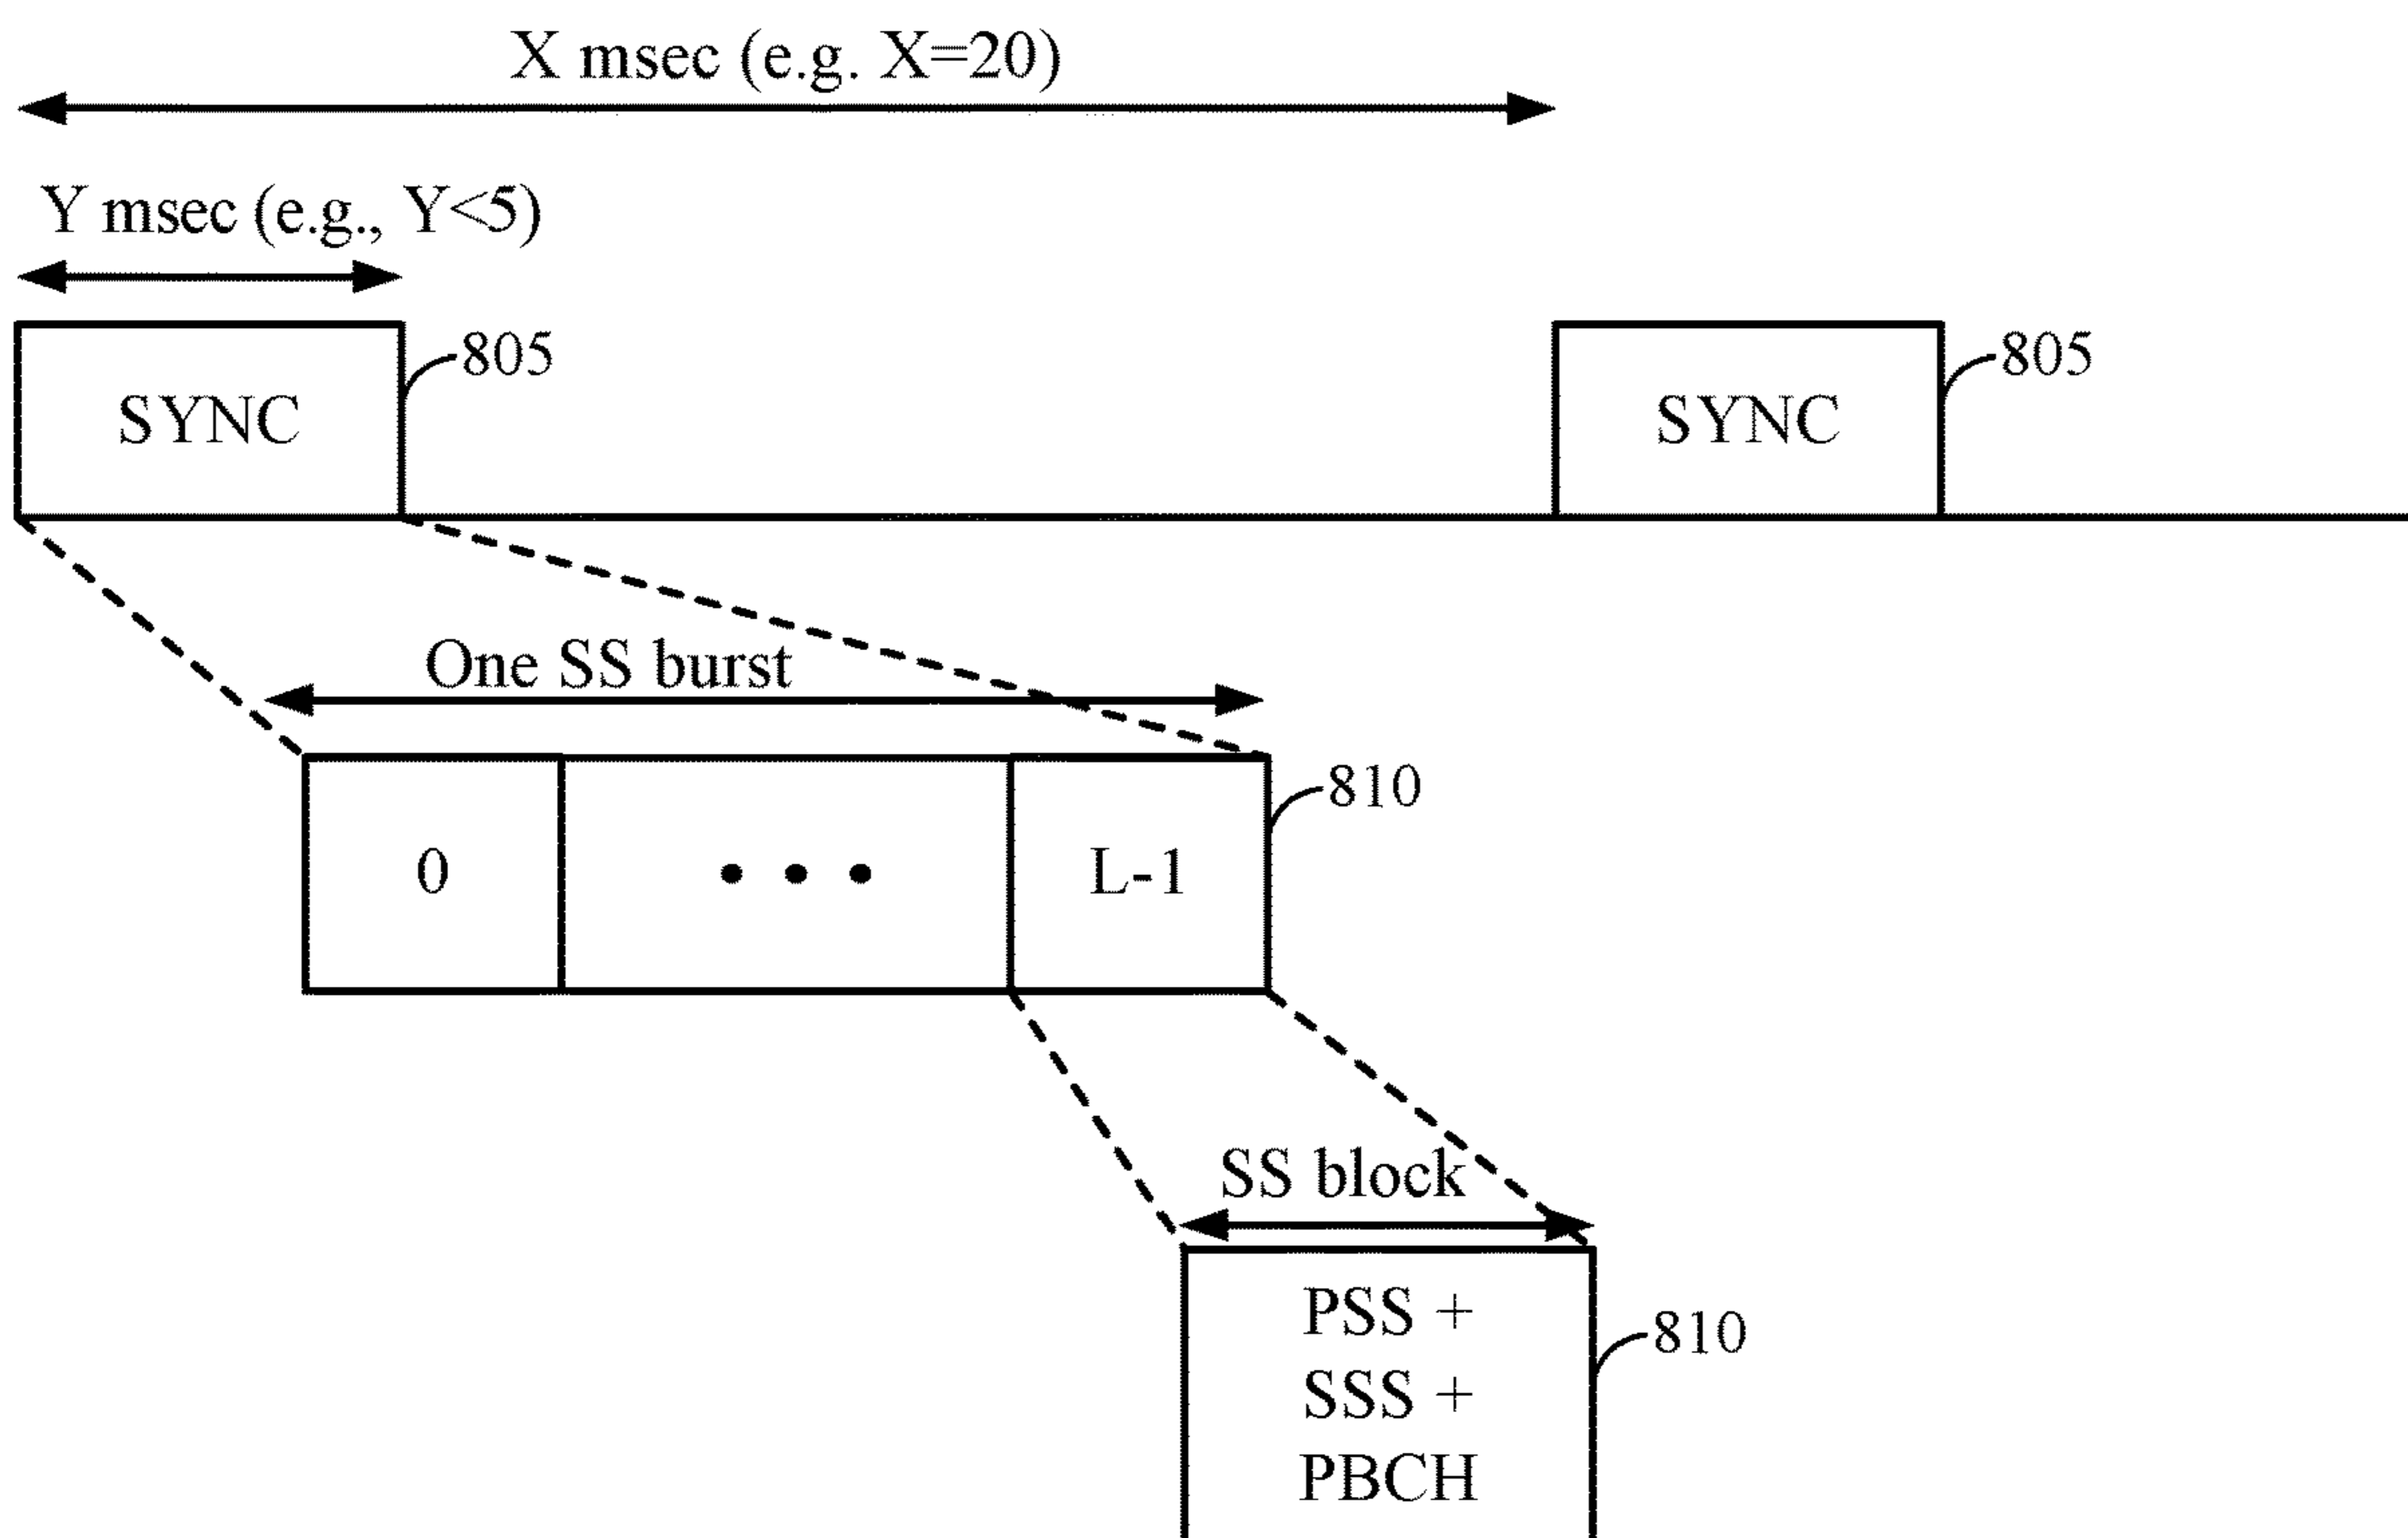 X msec (e.g. X=20)
Y msec (e.g., Y<5)
SYNC
805
SYNC
805
One SS burst
0
• • •
L-1
810
SS block
PSS +
SSS +
PBCH
810